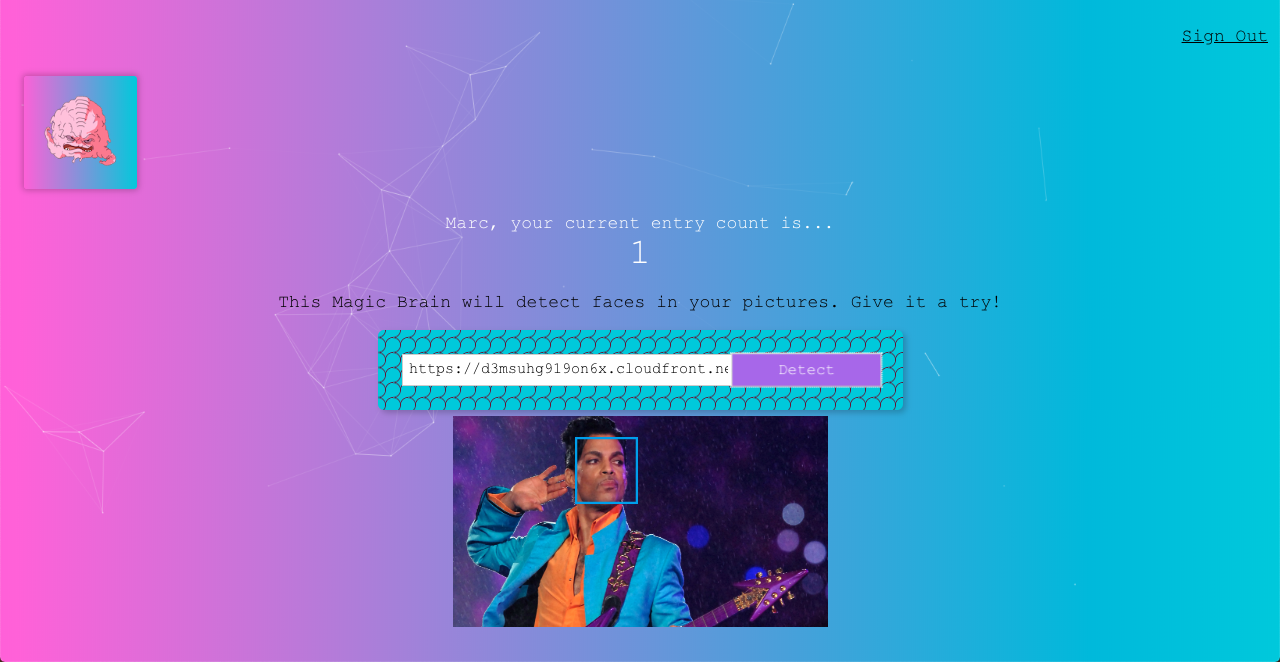 Sign Out
Marc, your current entry count is...
1
This Magic Brain will detect faces in your pictures. Give it a try!
https://d3msuhg919on6x.cloudfront.ne
Detect